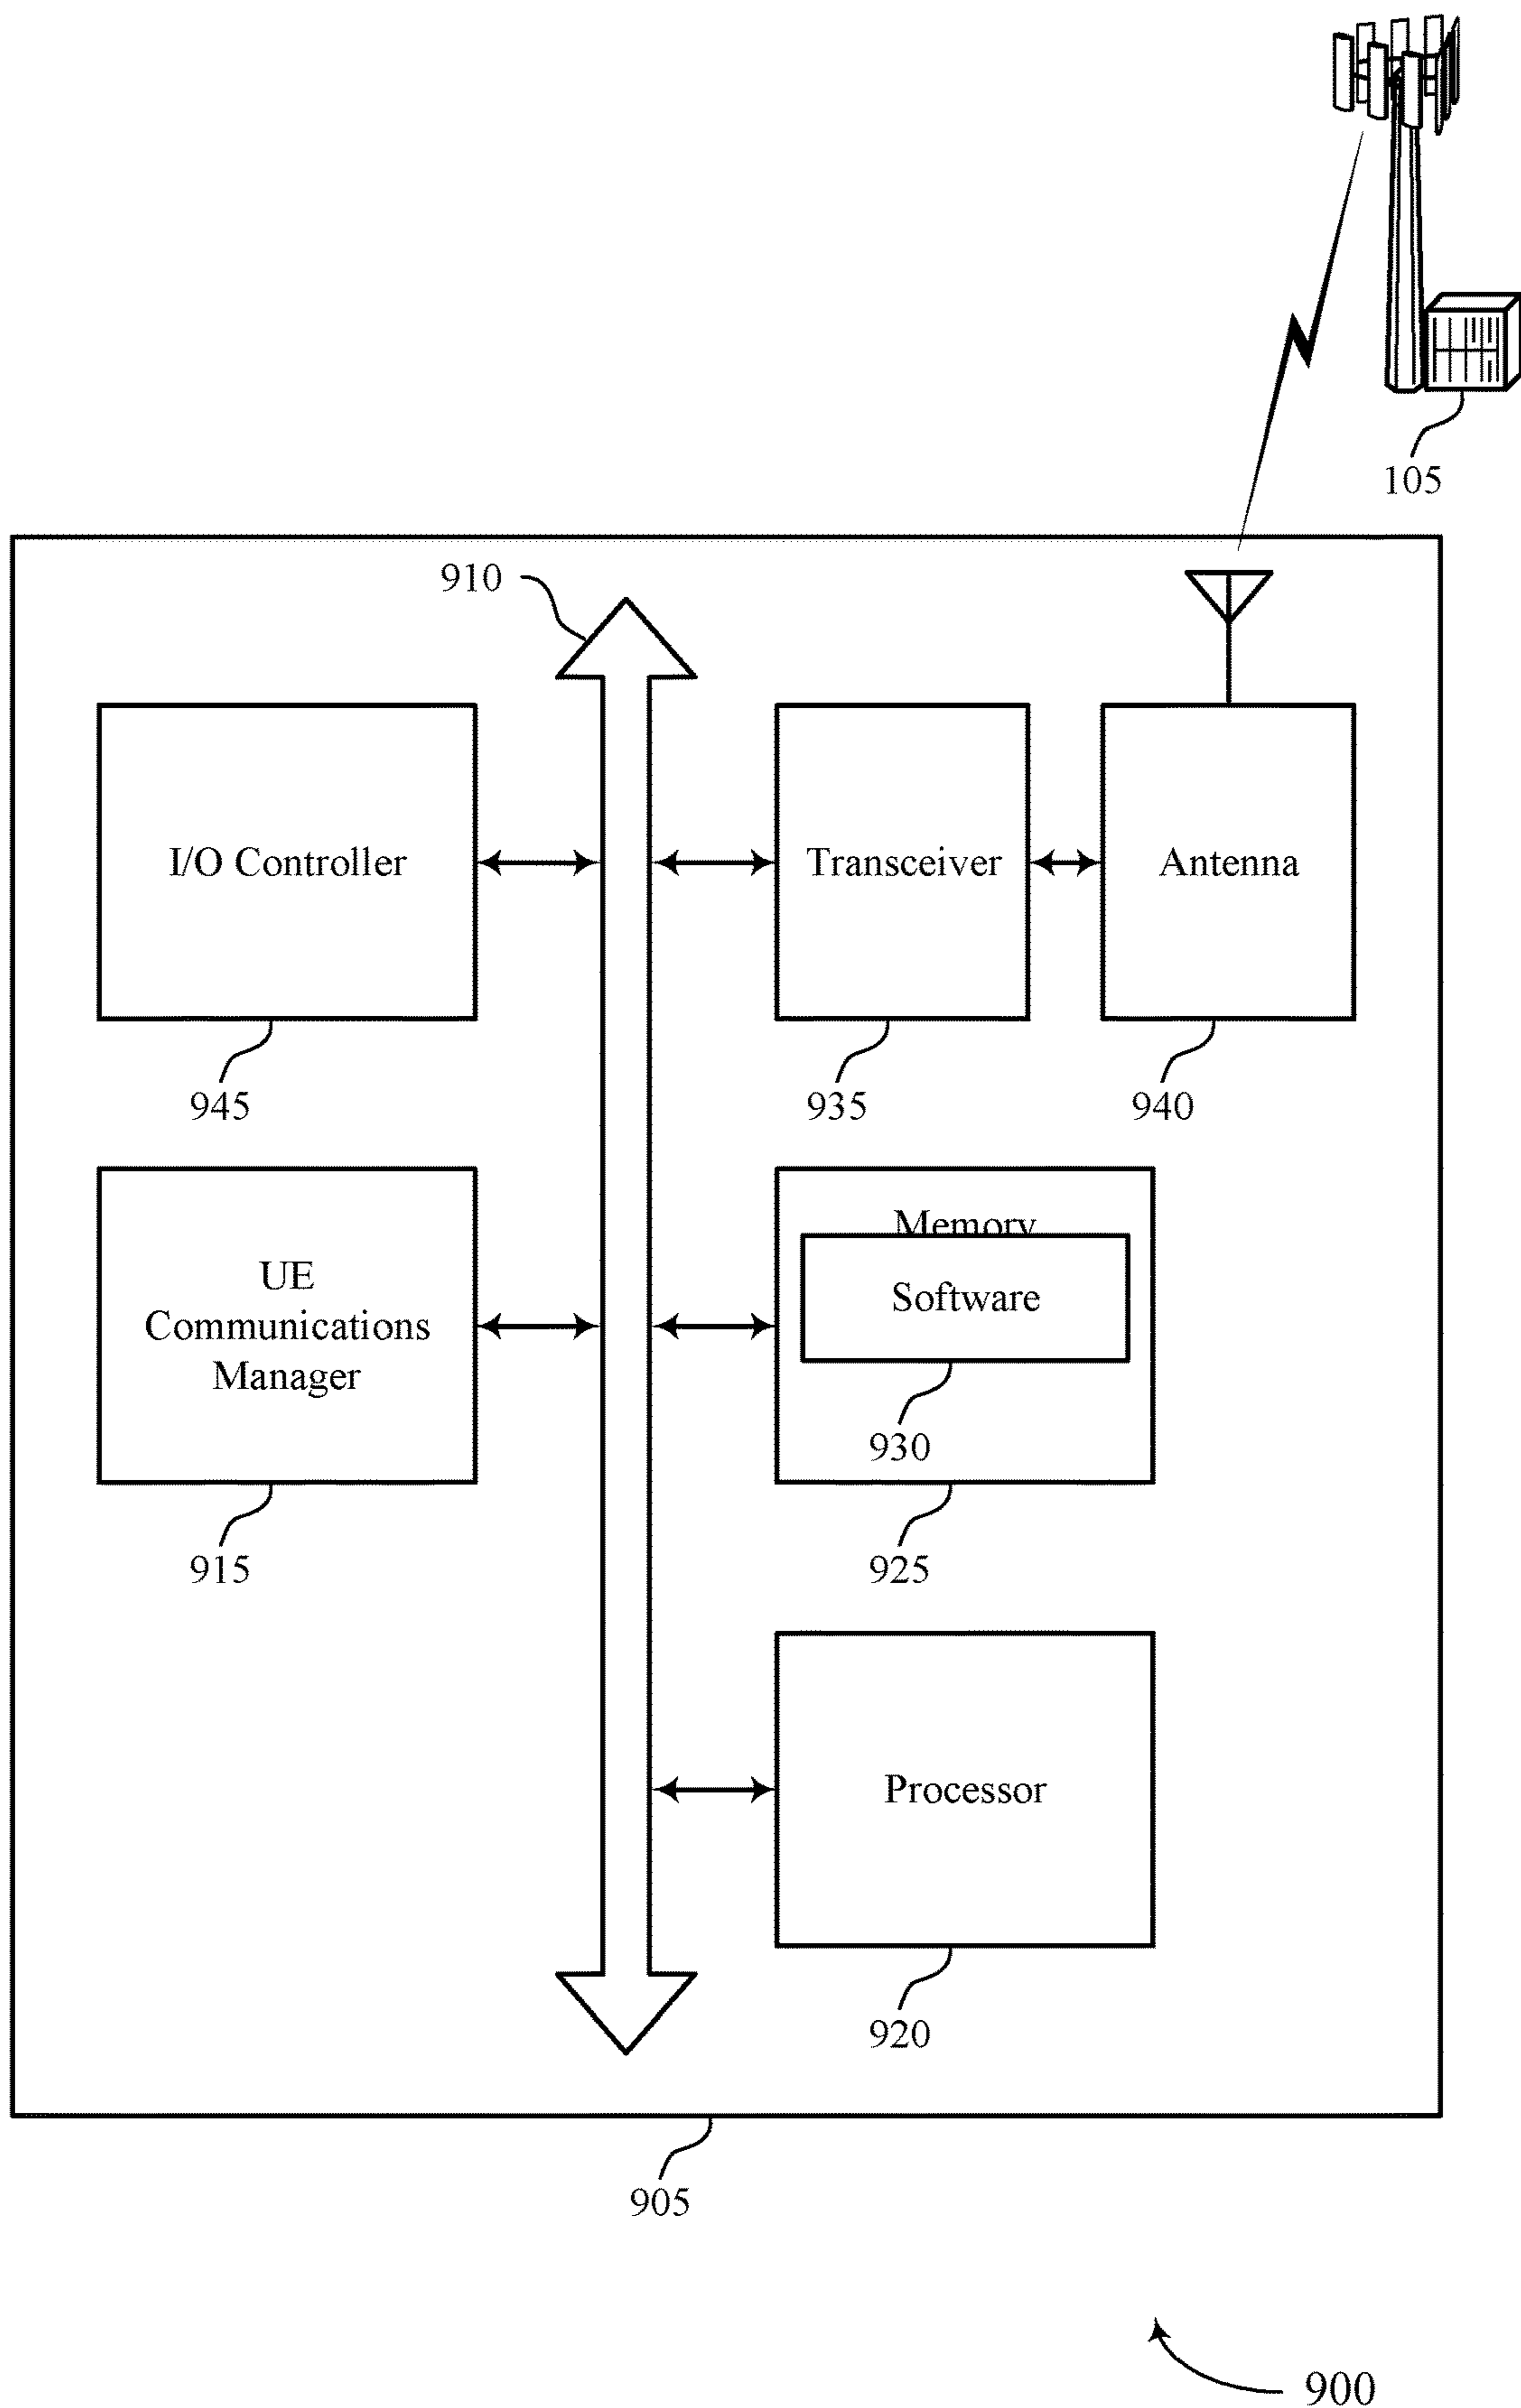 105
910
I/O Controller
Transceiver
Antenna
945
935
940
UE
Communications
Manager
Memory
Software
930
915
925
Processor
920
905
900